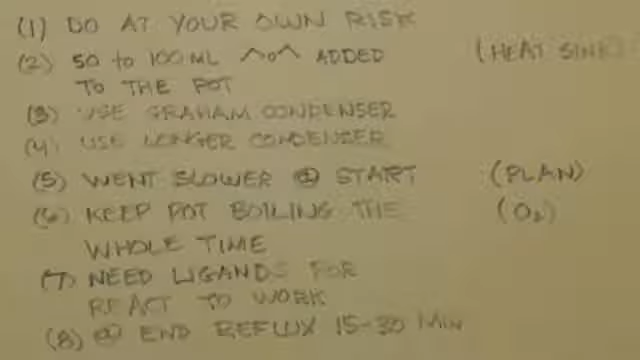 (1) DO AT YOUR OWN RISK
(2) 50 to 100 ML ^o^ ADDED (HEAT SINK)
TO THE POT
(3) USE GRAHAM CONDENSER
(4) USE LONGER CONDENSER
(5) WENT SLOWER @ START (PLAN)
(6) KEEP POT BOILING THE (O₂)
WHOLE TIME
(7) NEED LIGANDS FOR
REACT TO WORK
(8) @ END REFLUX 15-30 MIN